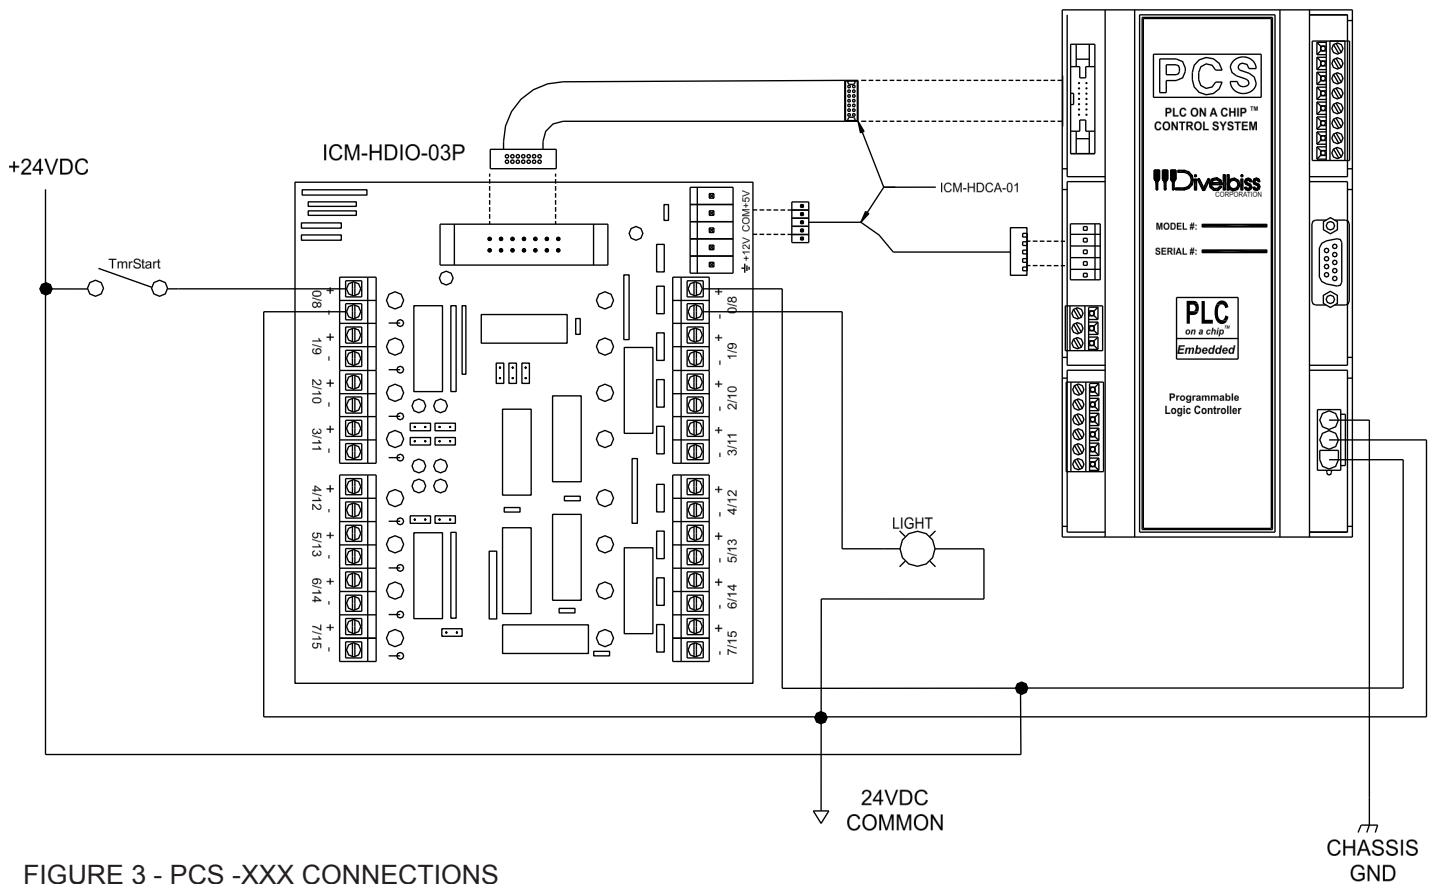 +24VDC
TmrStart
ICM-HDIO-03P
COM+5V
+12V
0/8
+
-
1/9
+
-
2/10
+
-
3/11
+
-
4/12
+
-
5/13
+
-
6/14
+
-
7/15
+
-
+
0/8
-
+
1/9
-
+
2/10
-
+
3/11
-
+
4/12
-
+
5/13
-
+
6/14
-
+
7/15
-
ICM-HDCA-01
PCS
PLC ON A CHIP ™
CONTROL SYSTEM
Divelbiss
CORPORATION
MODEL #:
SERIAL #:
PLC
on a chip™
Embedded
Programmable
Logic Controller
LIGHT
24VDC
COMMON
CHASSIS
GND
FIGURE 3 - PCS -XXX CONNECTIONS